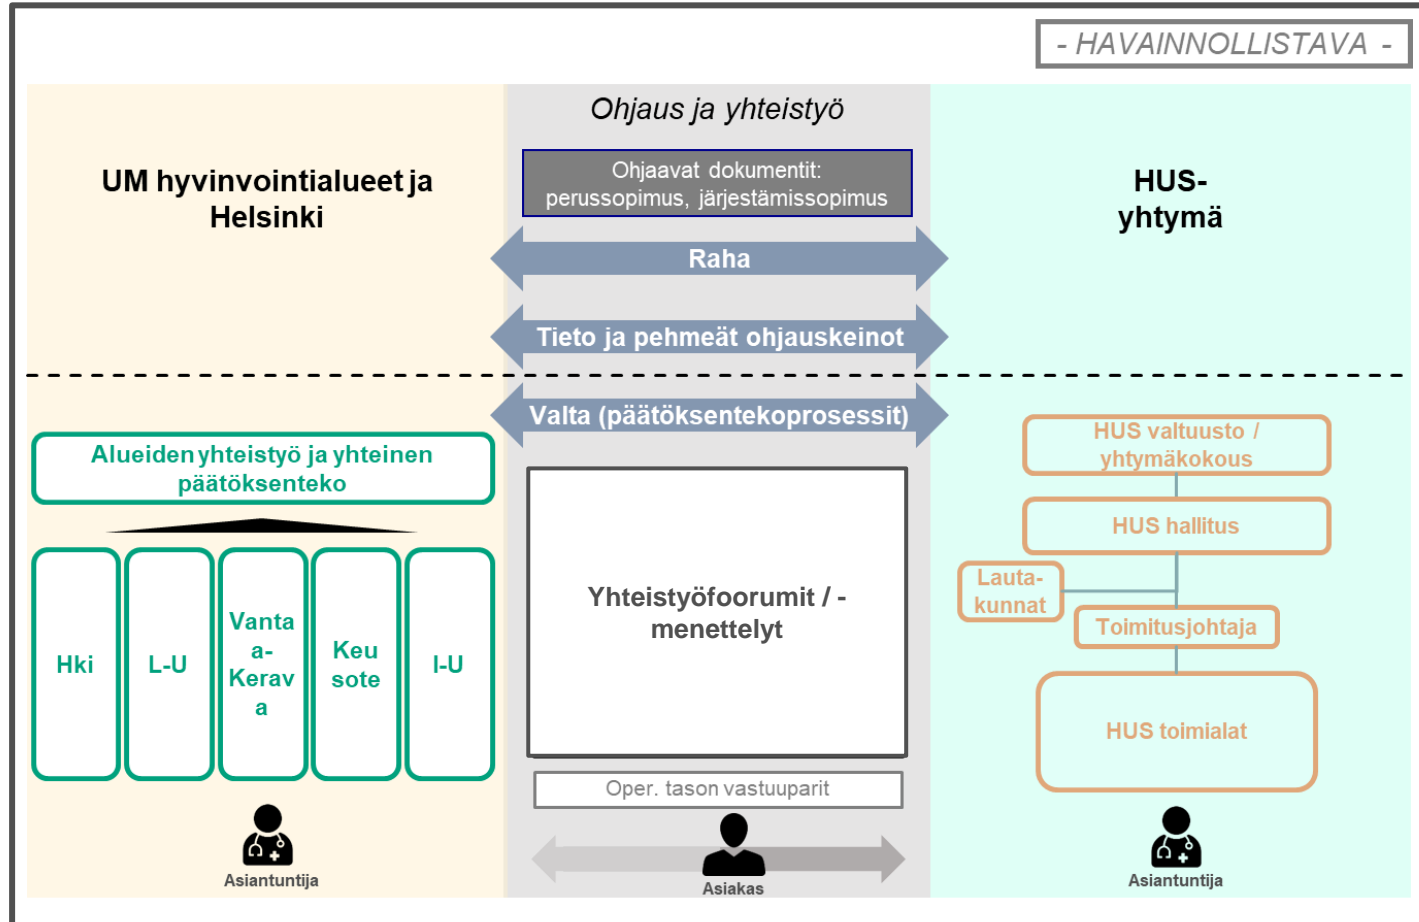 - HAVAINNOLLISTAVA -
Ohjaus ja yhteistyö
UM hyvinvointialueet ja
Helsinki
Ohjaavat dokumentit:
perussopimus, järjestämissopimus
HUS-
yhtymä
Raha
Tieto ja pehmeät ohjauskeinot
Valta (päätöksentekoprosessit)
Alueiden yhteistyö ja yhteinen
päätöksenteko
Hki
L-U
Vanta
a-
Kerav
a
Keu
sote
I-U
Yhteistyöfoorumit / -
menettelyt
Oper. tason vastuuparit
HUS valtuusto /
yhtymäkokous
HUS hallitus
Lauta-
kunnat
Toimitusjohtaja
HUS toimialat
Asiantuntija
Asiakas
Asiantuntija